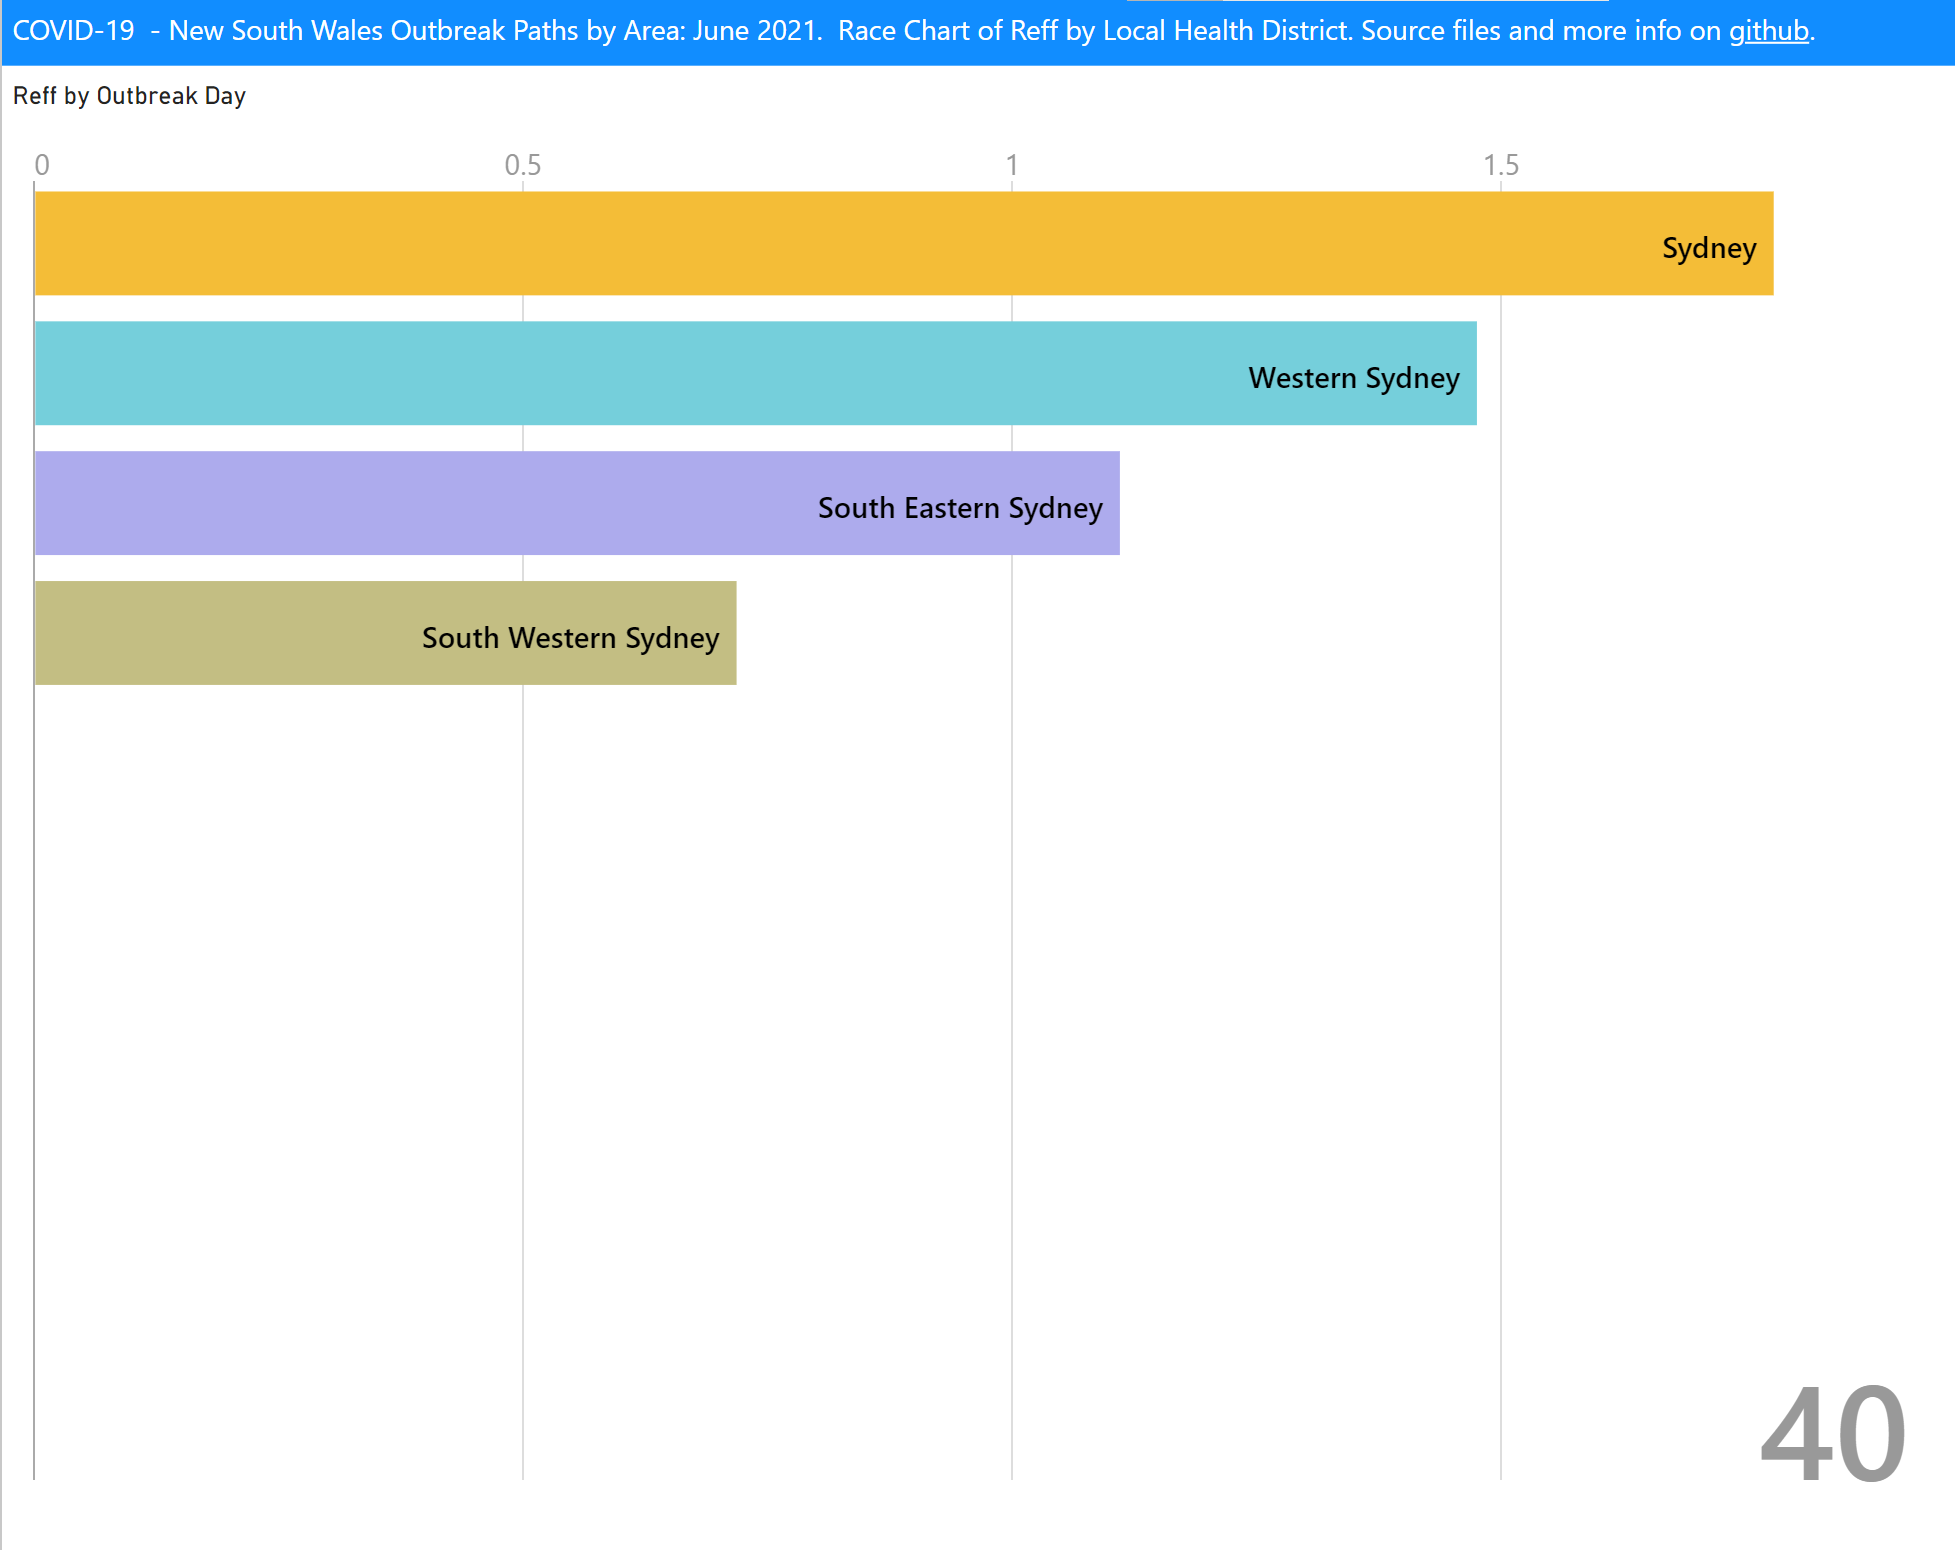 COVID-19  - New South Wales Outbreak Paths by Area: June 2021.  Race Chart of Reff by Local Health District. Source files and more info on github.
Reff by Outbreak Day
0 0.5 1 1.5
Sydney
Western Sydney
South Eastern Sydney
South Western Sydney
40